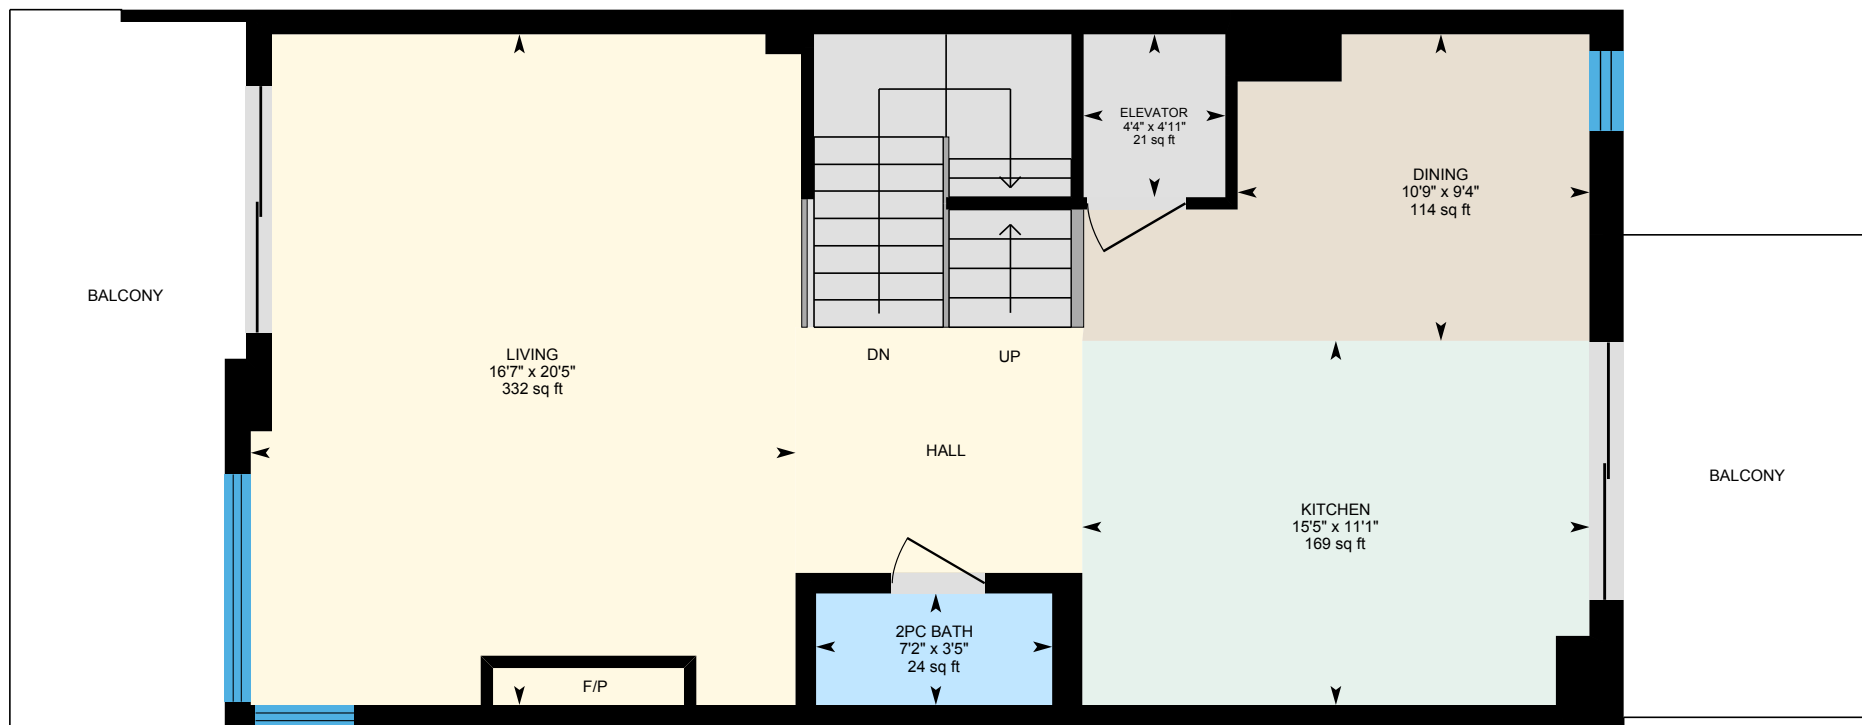 ELEVATOR
4'4" x 4'11"
21 sq ft
DINING
10'9" x 9'4"
114 sq ft
BALCONY
LIVING
16'7" x 20'5"
332 sq ft
DN
UP
HALL
BALCONY
KITCHEN
15'5" x 11'1"
169 sq ft
2PC BATH
7'2" x 3'5"
24 sq ft
F/P